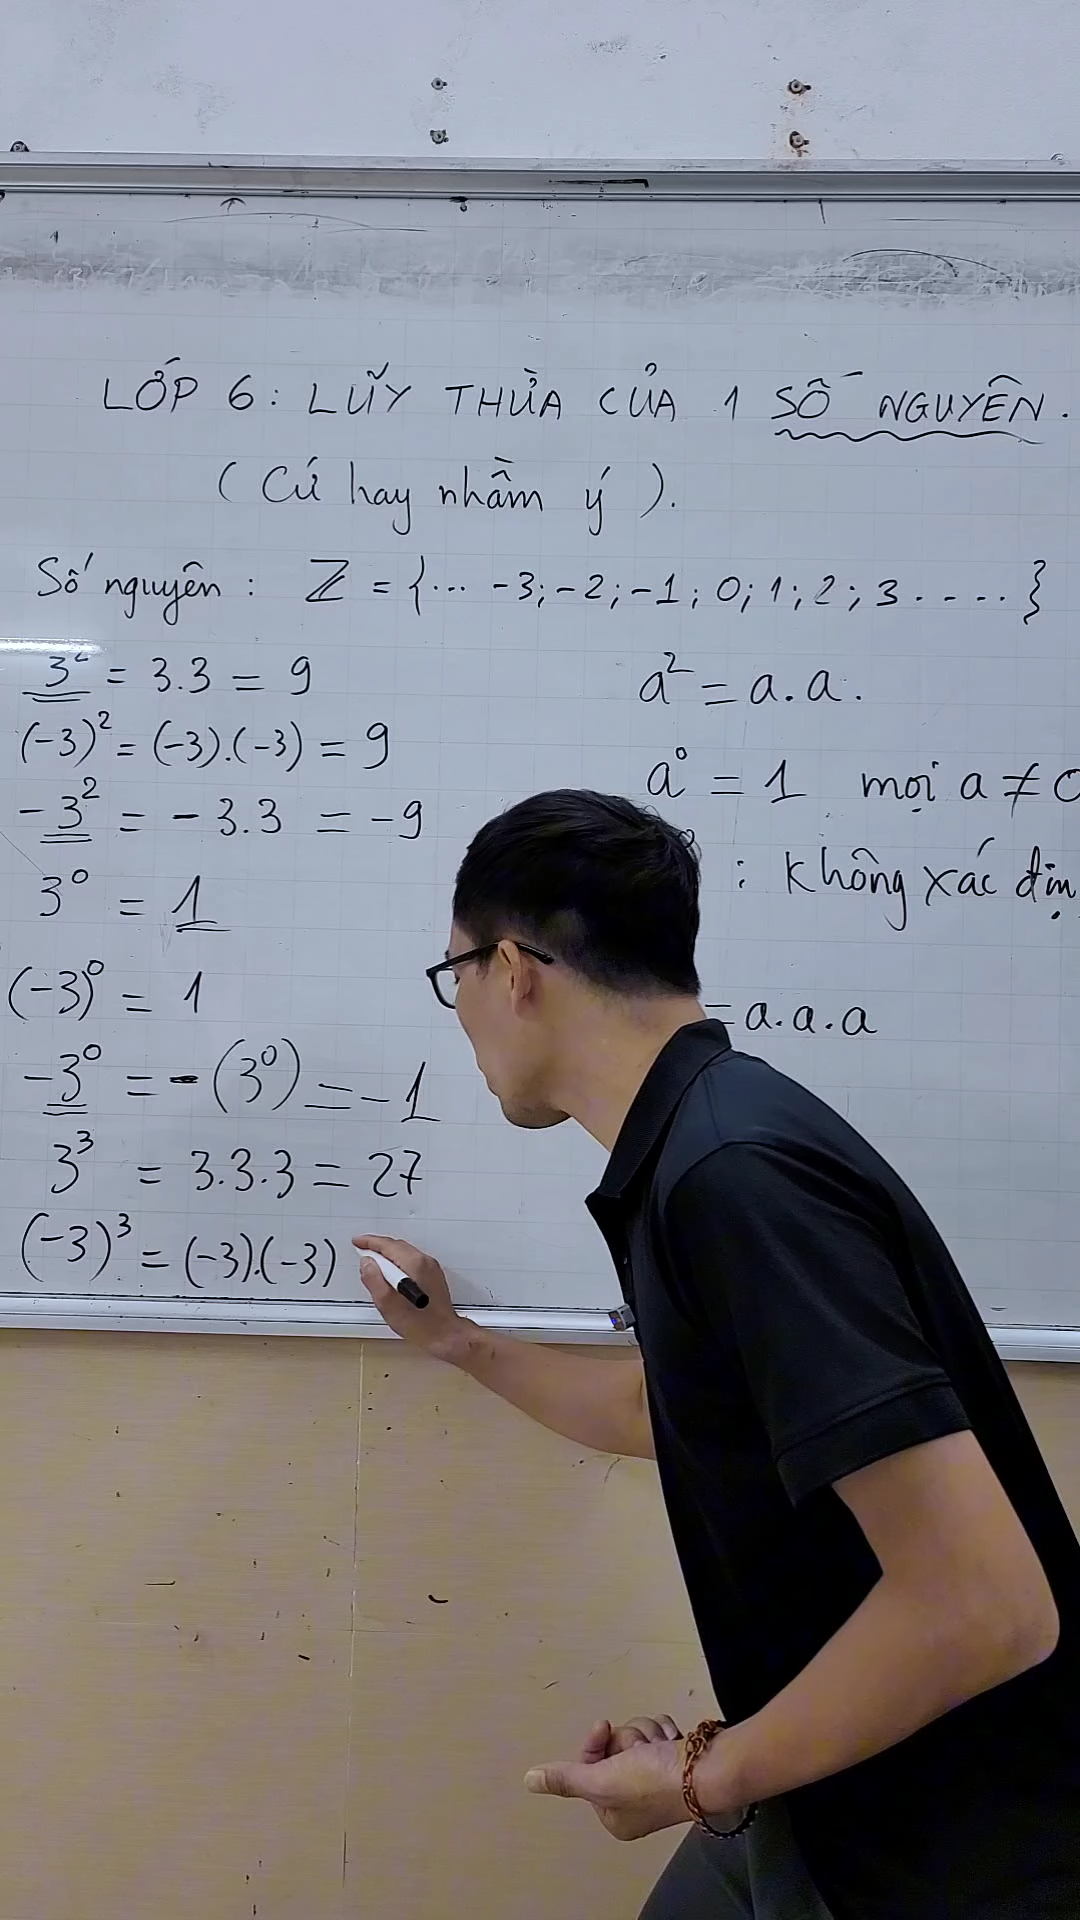 LỚP 6: LŨY THỪA CỦA 1 SỐ NGUYÊN.
(Cứ hay nhầm ý).
Số nguyên: Z = {... -3; -2; -1; 0; 1; 2; 3 .....}
3² = 3.3 = 9
(-3)² = (-3).(-3) = 9
-3² = -3.3 = -9
3⁰ = 1
(-3)⁰ = 1
-3⁰ = -(3⁰) = -1
3³ = 3.3.3 = 27
(-3)³ = (-3).(-3)
a² = a.a.
a⁰ = 1 mọi a ≠ 0
: Không xác
= a.a.a